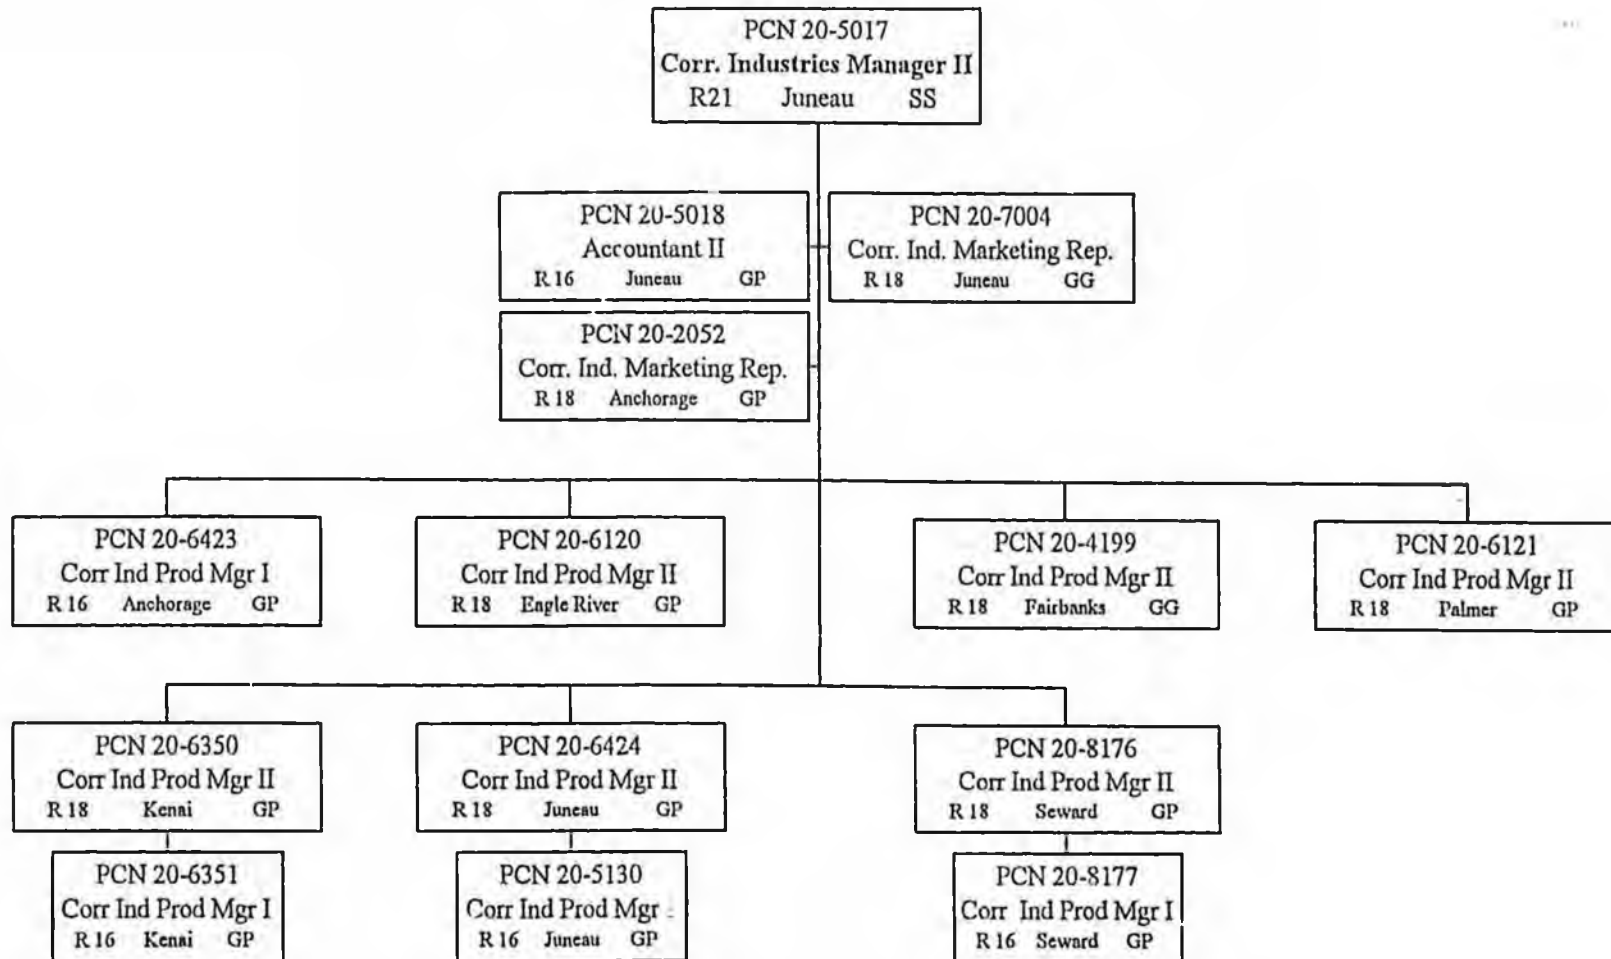 PCN 20-5017
Corr. Industries Manager II
R21 Juneau SS
PCN 20-5018
Accountant II
R 16 Juneau GP
PCN 20-7004
Corr. Ind. Marketing Rep.
R 18 Juneau GG
PCN 20-2052
Corr. Ind. Marketing Rep.
R 18 Anchorage GP
PCN 20-6423
Corr Ind Prod Mgr I
R 16 Anchorage GP
PCN 20-6120
Corr Ind Prod Mgr II
R 18 Eagle River GP
PCN 20-4199
Corr Ind Prod Mgr II
R 18 Fairbanks GG
PCN 20-6121
Corr Ind Prod Mgr II
R 18 Palmer GP
PCN 20-6350
Corr Ind Prod Mgr II
R 18 Kenai GP
PCN 20-6424
Corr Ind Prod Mgr II
R 18 Juneau GP
PCN 20-8176
Corr Ind Prod Mgr II
R 18 Seward GP
PCN 20-6351
Corr Ind Prod Mgr I
R 16 Kenai GP
PCN 20-5130
Corr Ind Prod Mgr
R 16 Juneau GP
PCN 20-8177
Corr Ind Prod Mgr I
R 16 Seward GP